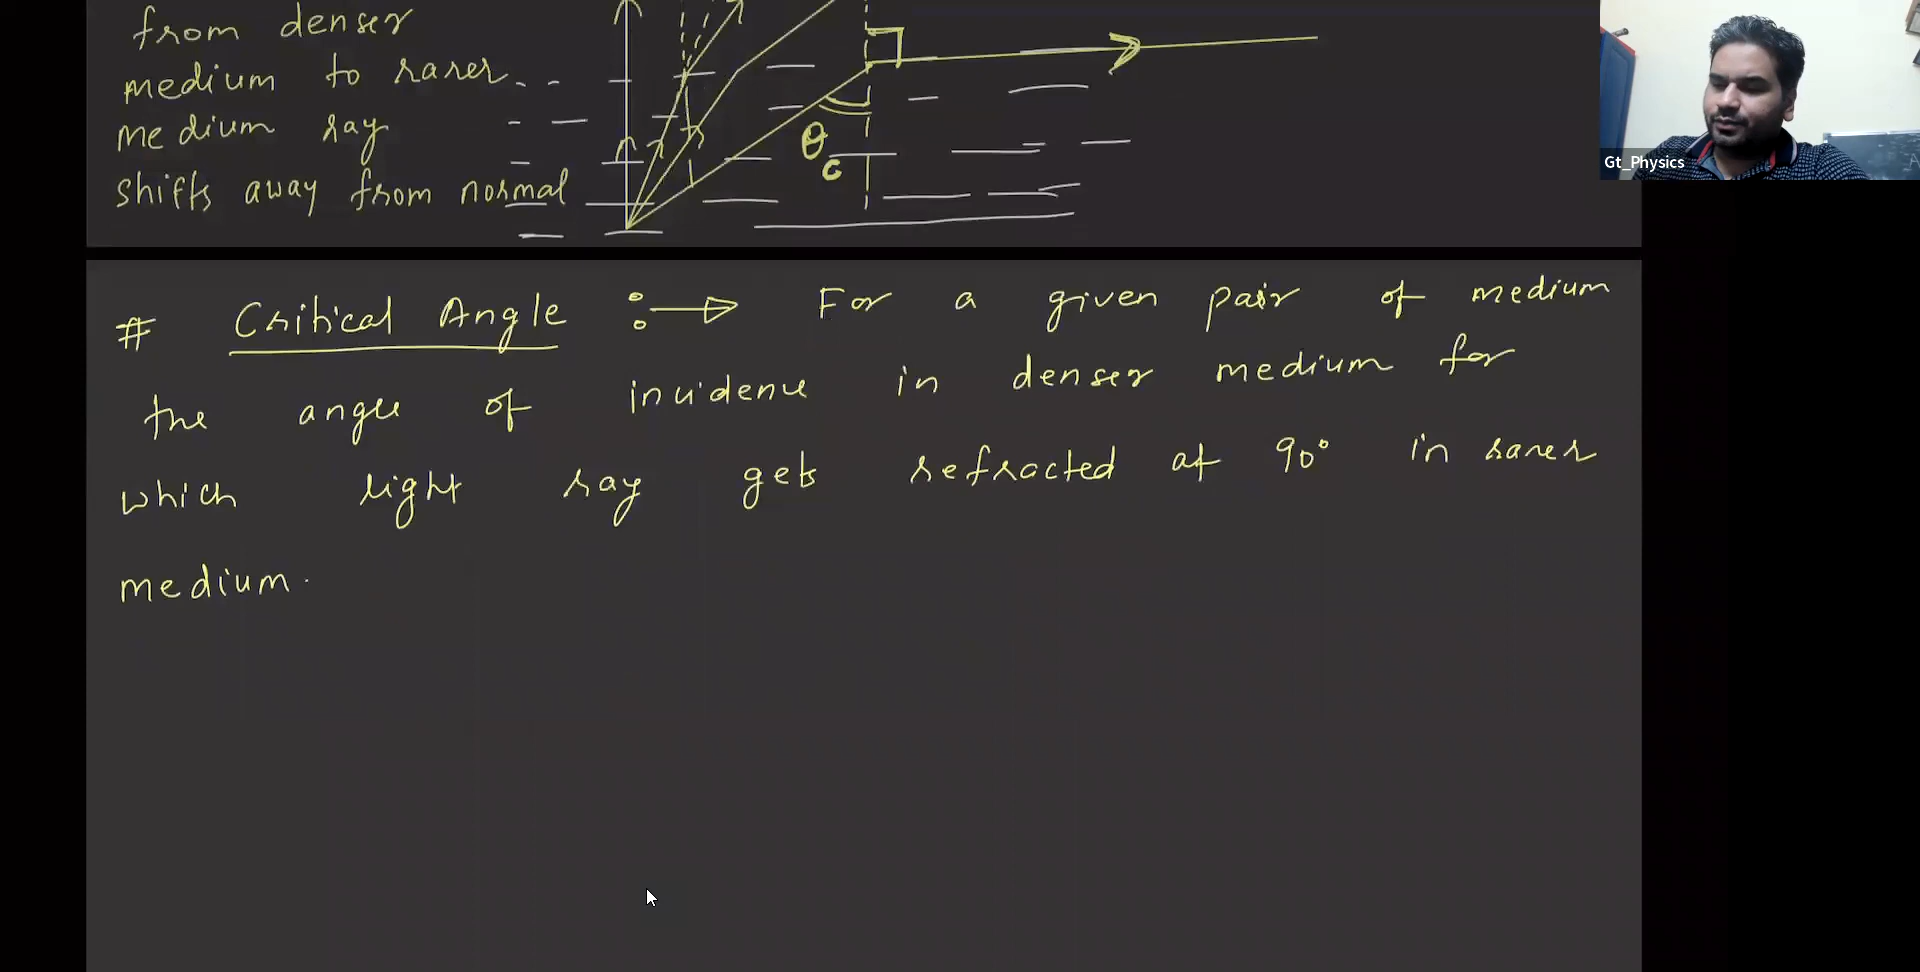 from denser
medium to rarer
medium ray
shifts away from normal
θc
Gt_Physics
# Critical Angle :→ For a given pair of medium
the angle of incidence in denser medium for
which light ray gets refracted at 90° in rarer
medium.